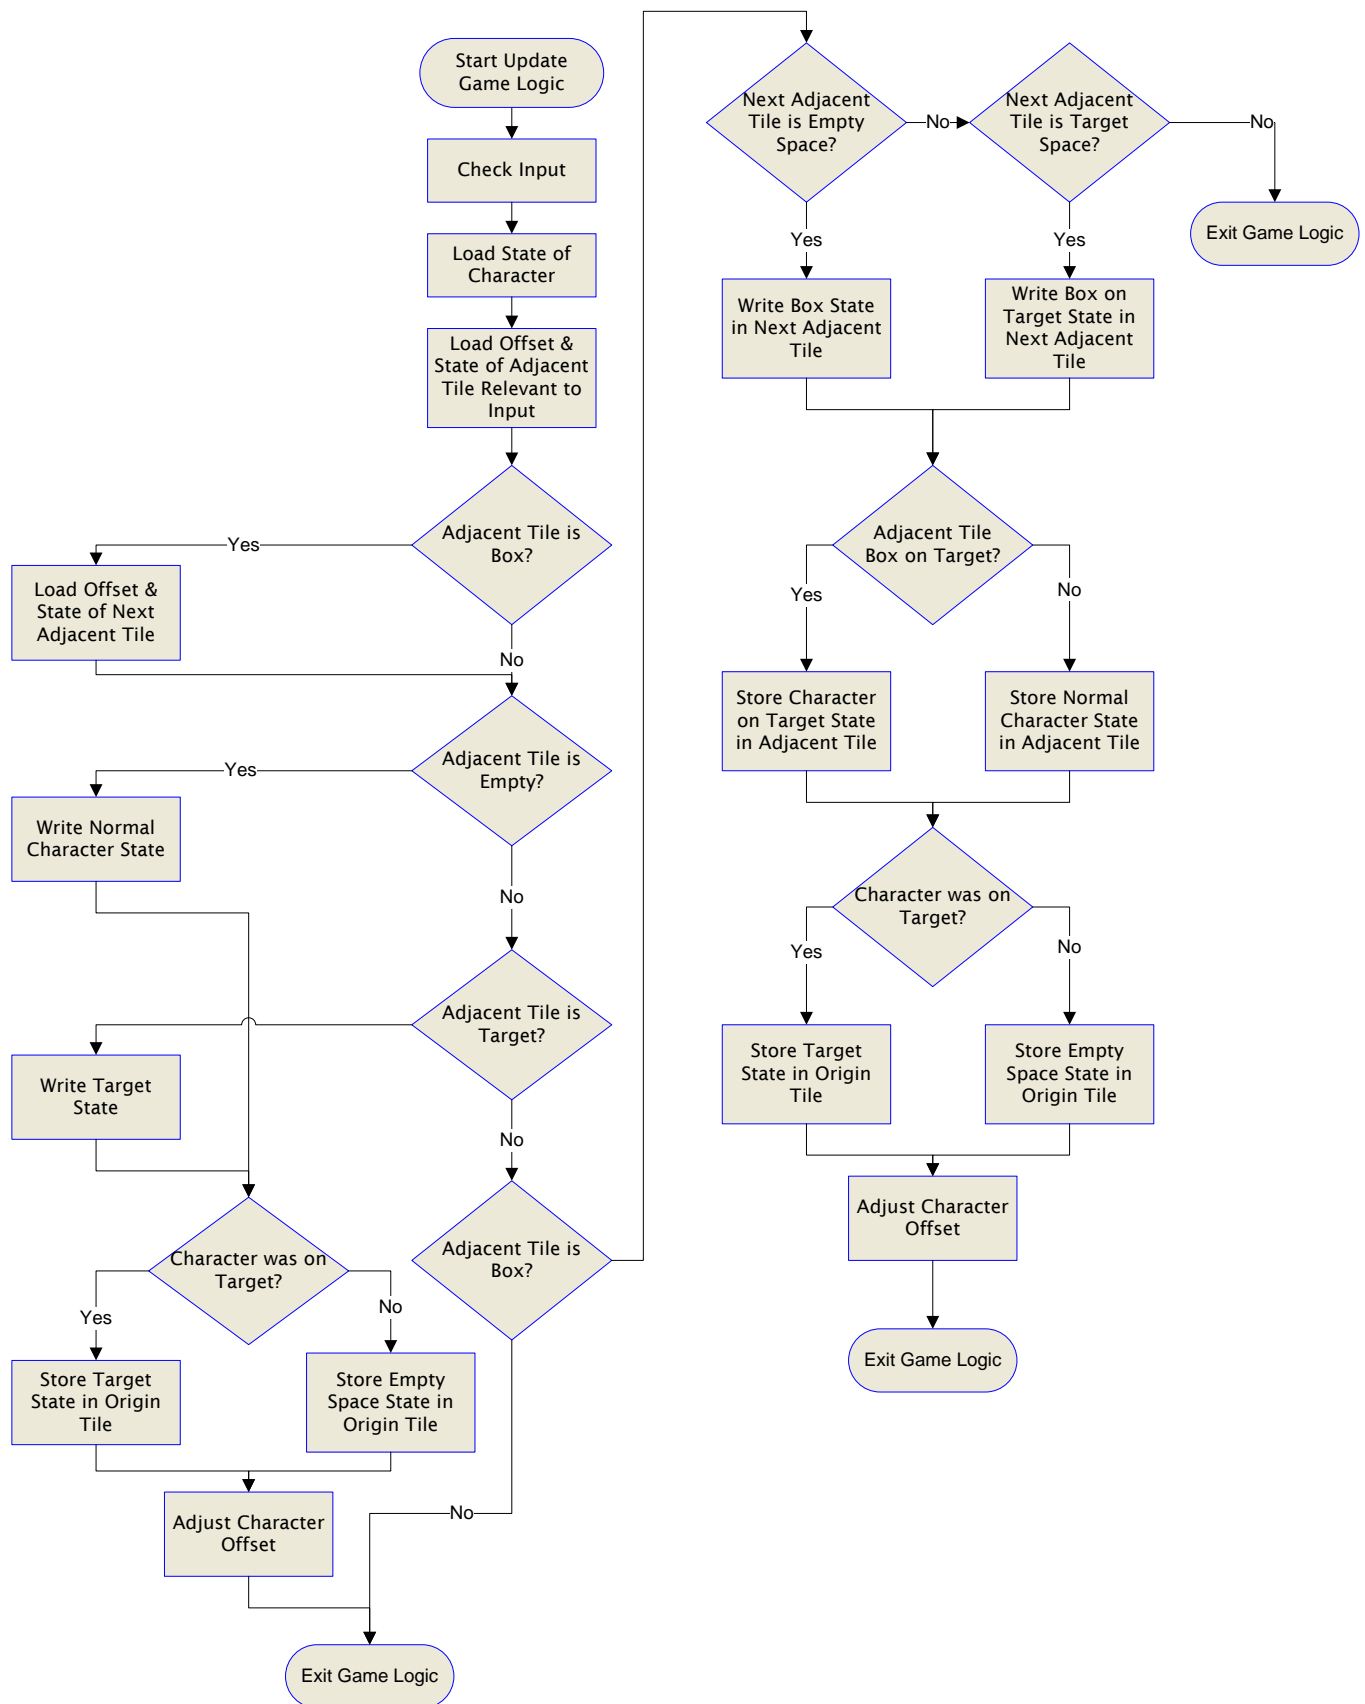 Start Update
Game Logic
Check Input
Load State of
Character
Load Offset &
State of Adjacent
Tile Relevant to
Input
Adjacent Tile is
Box?
Yes
Load Offset &
State of Next
Adjacent Tile
No
Adjacent Tile is
Empty?
Yes
Write Normal
Character State
No
Adjacent Tile is
Target?
Write Target
State
No
Adjacent Tile is
Box?
Character was on
Target?
Yes
No
Store Target
State in Origin
Tile
Store Empty
Space State in
Origin Tile
Adjust Character
Offset
No
Exit Game Logic
Next Adjacent
Tile is Empty
Space?
No
Next Adjacent
Tile is Target
Space?
No
Exit Game Logic
Yes
Yes
Write Box State
in Next Adjacent
Tile
Write Box on
Target State in
Next Adjacent
Tile
Adjacent Tile
Box on Target?
Yes
No
Store Character
on Target State
in Adjacent Tile
Store Normal
Character State
in Adjacent Tile
Character was on
Target?
Yes
No
Store Target
State in Origin
Tile
Store Empty
Space State in
Origin Tile
Adjust Character
Offset
Exit Game Logic